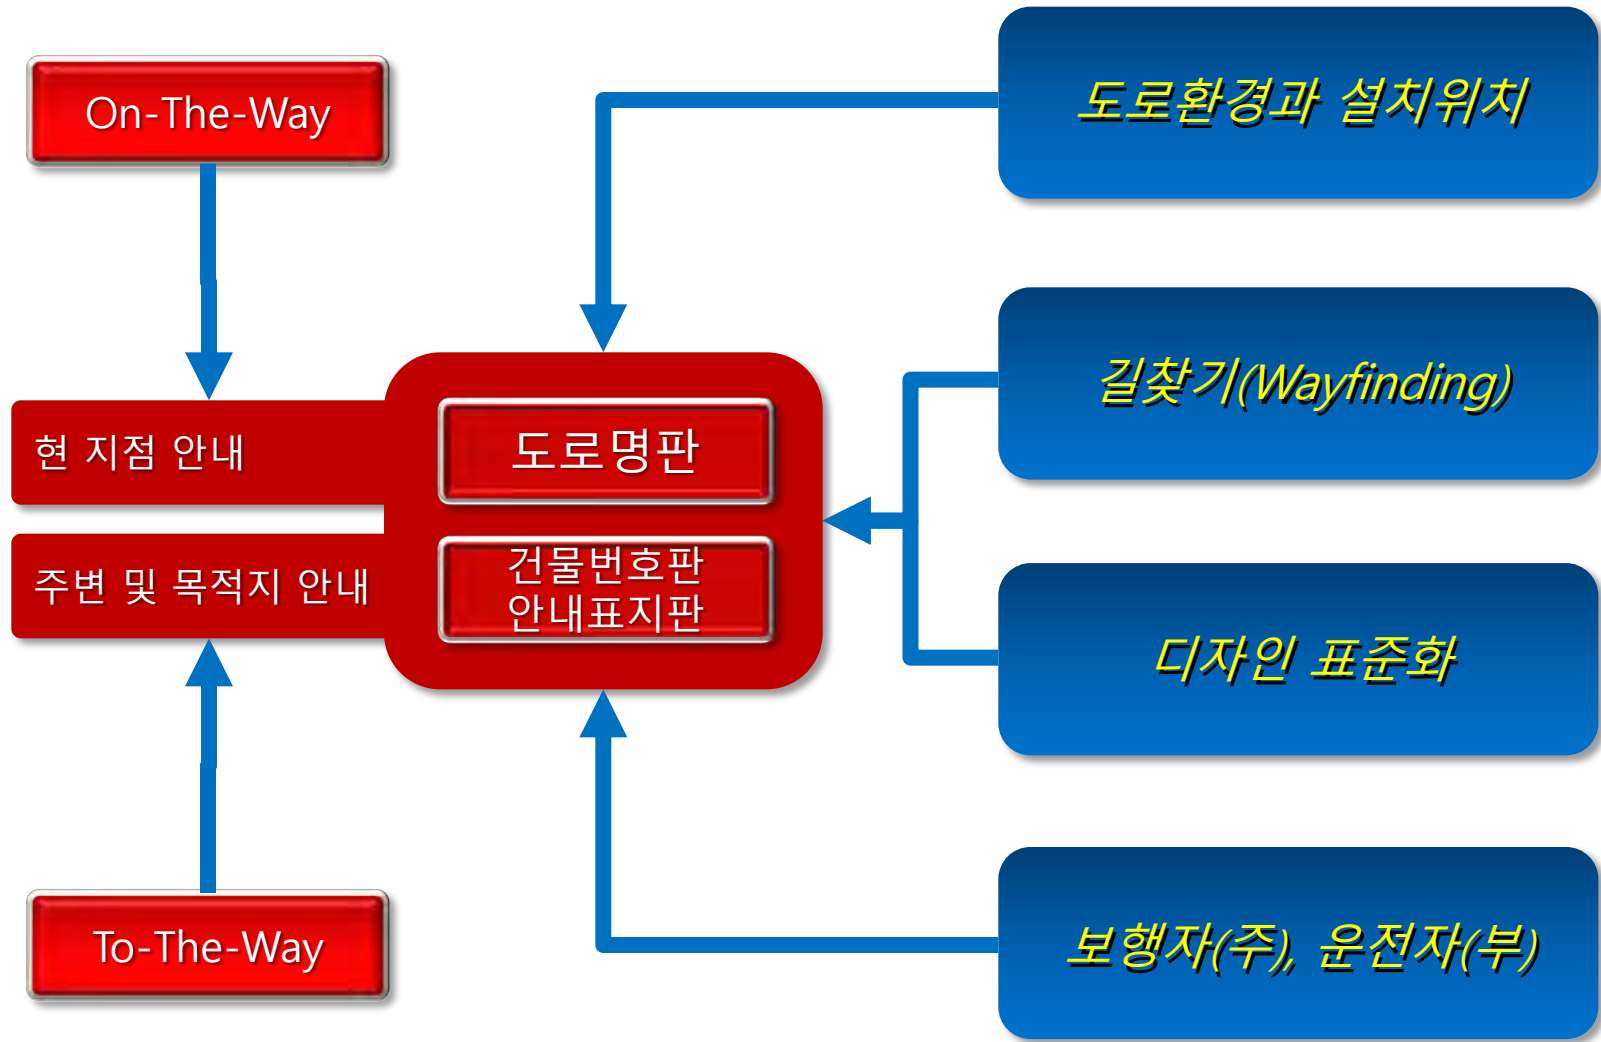 On-The-Way
도로환경과 설치위치
길찾기(Wayfinding)
현 지점 안내
도로명판
주변 및 목적지 안내
건물번호판
안내표지판
디자인 표준화
To-The-Way
보행자(주), 운전자(부)